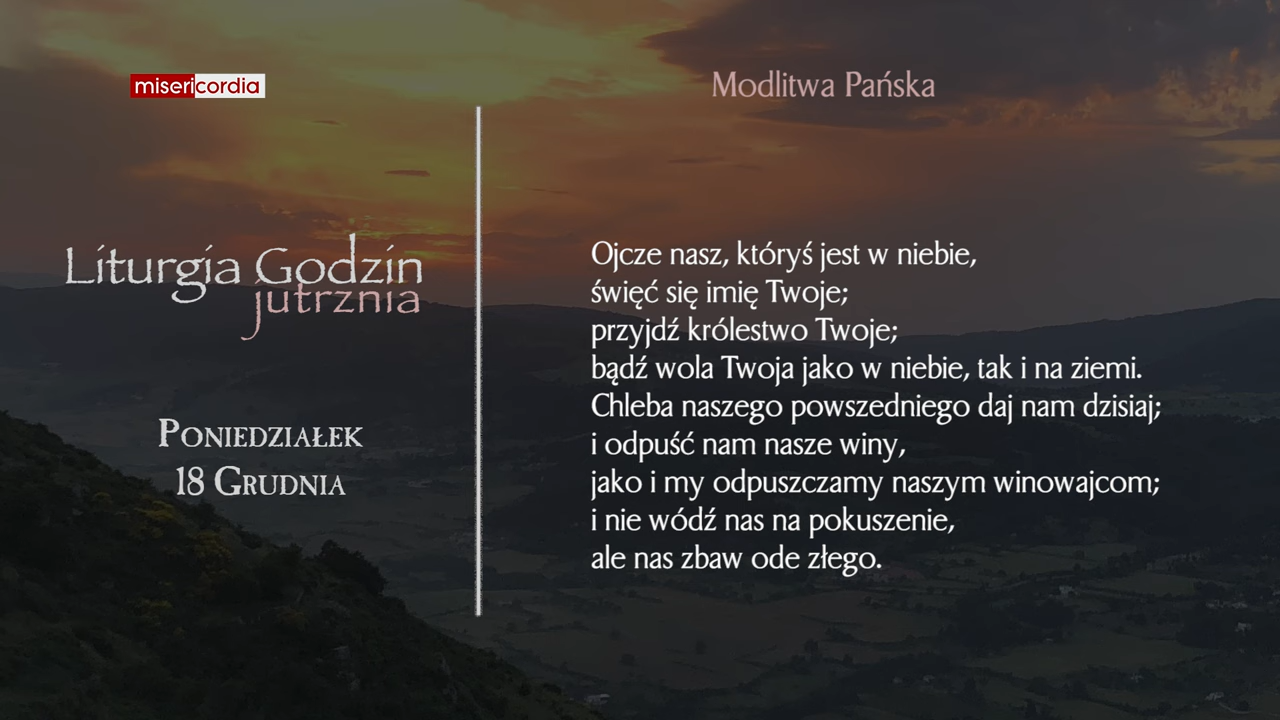 misericordia
Liturgia Godzin
jutrznia
Poniedziałek
18 Grudnia
Modlitwa Pańska
Ojcze nasz, któryś jest w niebie,
święć się imię Twoje;
przyjdź królestwo Twoje;
bądź wola Twoja jako w niebie, tak i na ziemi.
Chleba naszego powszedniego daj nam dzisiaj;
i odpuść nam nasze winy,
jako i my odpuszczamy naszym winowajcom;
i nie wódź nas na pokuszenie,
ale nas zbaw ode złego.